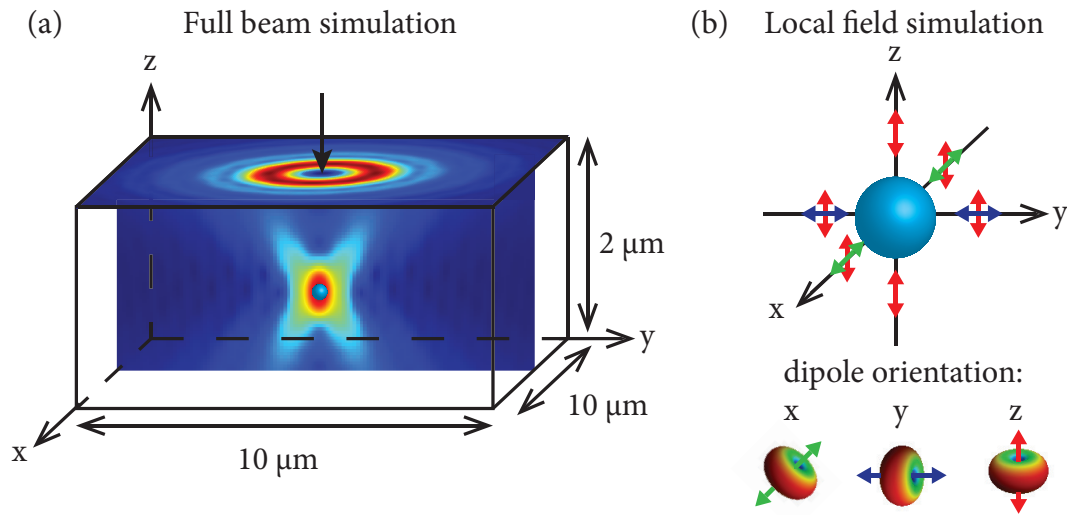 (a) Full beam simulation
z
2 μm
y
10 μm
x
10 μm
(b) Local field simulation
z
y
x
dipole orientation:
x y z